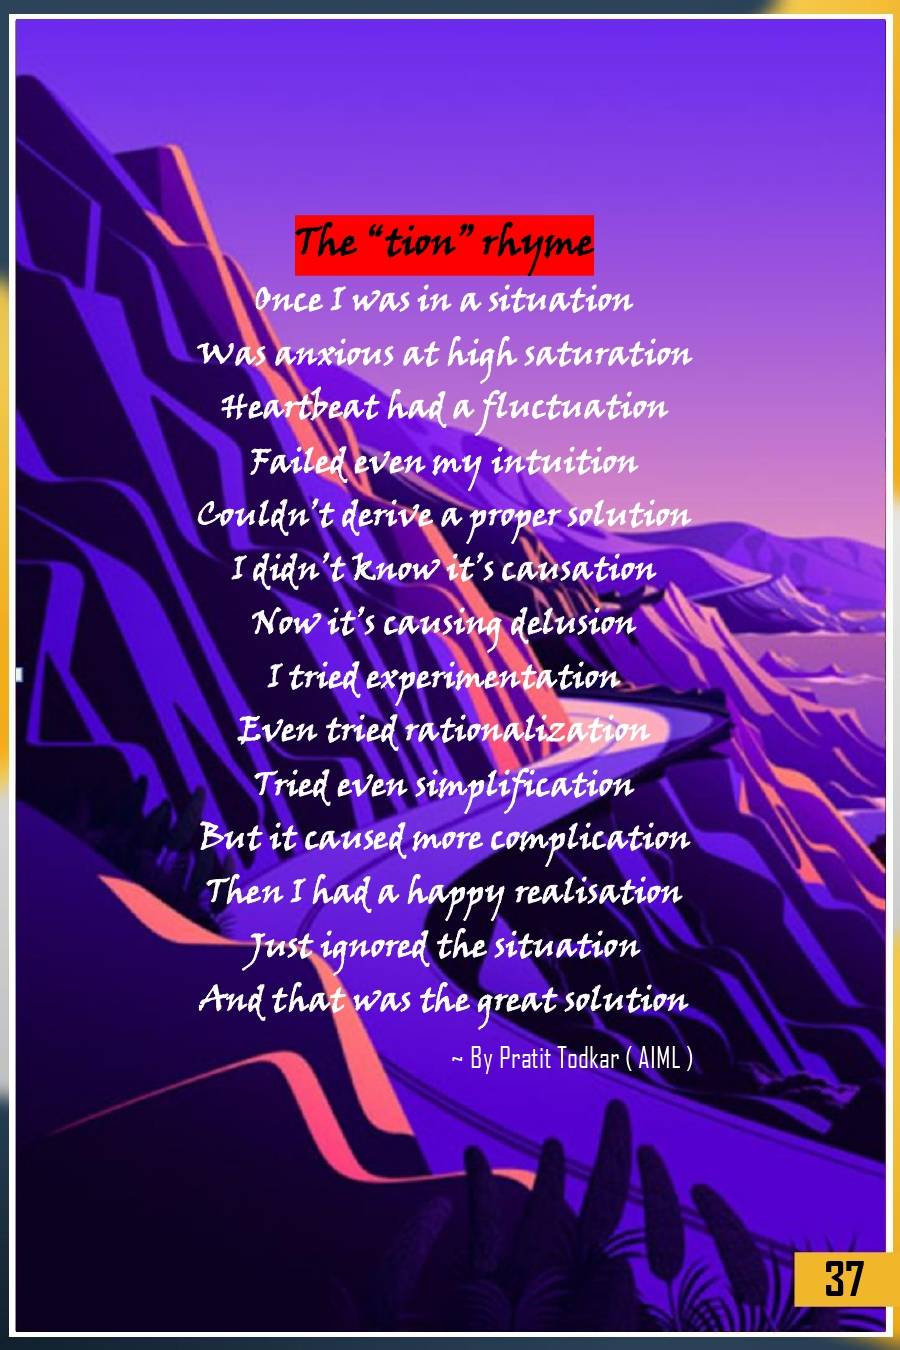 The “tion” rhyme
Once I was in a situation
Was anxious at high saturation
Heartbeat had a fluctuation
Failed even my intuition
Couldn’t derive a proper solution
I didn’t know it’s causation
Now it’s causing delusion
I tried experimentation
Even tried rationalization
Tried even simplification
But it caused more complication
Then I had a happy realisation
Just ignored the situation
And that was the great solution
~ By Pratit Todkar ( AIML )
37